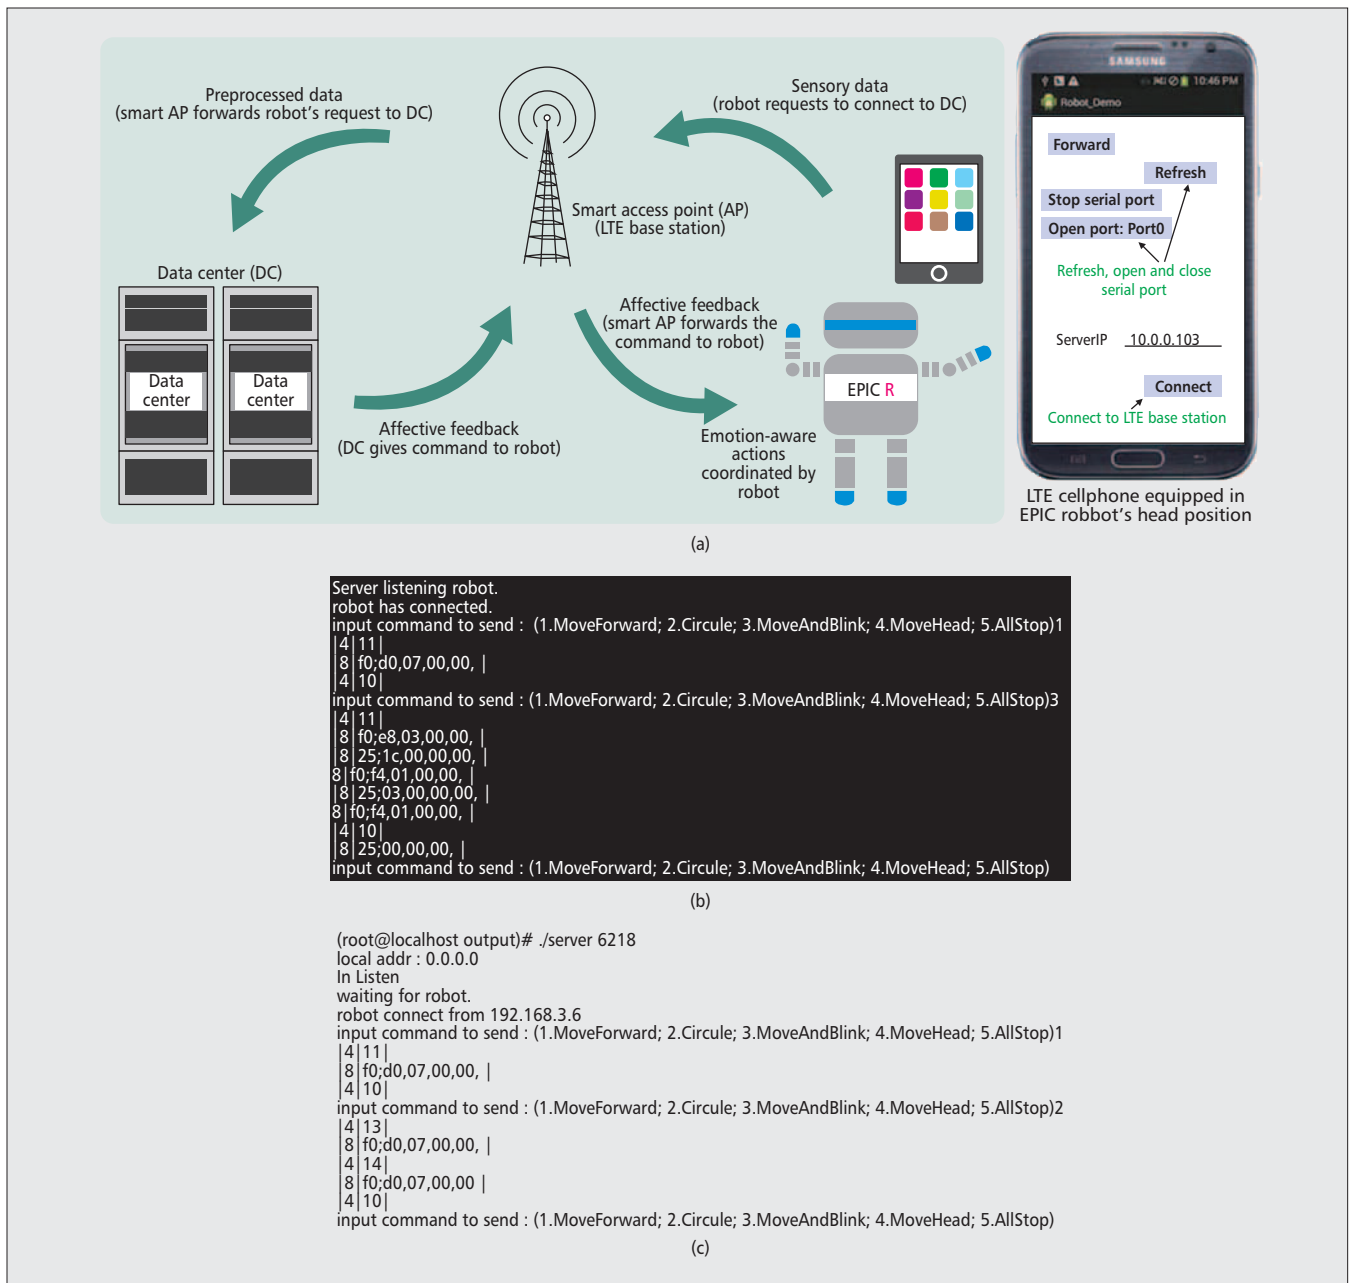 Preprocessed data
(smart AP forwards robot's request to DC)
Sensory data
(robot requests to connect to DC)
Smart access point (AP)
(LTE base station)
Data center (DC)
Data
center
Data
center
Affective feedback
(DC gives command to robot)
Affective feedback
(smart AP forwards the
command to robot)
EPIC R
Emotion-aware
actions
coordinated by
robot
SAMSUNG
10:46 PM
Robot_Demo
Forward
Refresh
Stop serial port
Open port: Port0
Refresh, open and close
serial port
ServerIP 10.0.0.103
Connect
Connect to LTE base station
LTE cellphone equipped in
EPIC robbot's head position
(a)
Server listening robot.
robot has connected.
input command to send :  (1.MoveForward; 2.Circule; 3.MoveAndBlink; 4.MoveHead; 5.AllStop)1
|4|11|
|8|f0;d0,07,00,00, |
|4|10|
input command to send : (1.MoveForward; 2.Circule; 3.MoveAndBlink; 4.MoveHead; 5.AllStop)3
|4|11|
|8|f0;e8,03,00,00, |
|8|25;1c,00,00,00, |
8|f0;f4,01,00,00, |
|8|25;03,00,00,00, |
8|f0;f4,01,00,00, |
|4|10|
|8|25;00,00,00, |
input command to send : (1.MoveForward; 2.Circule; 3.MoveAndBlink; 4.MoveHead; 5.AllStop)
(b)
(root@localhost output)# ./server 6218
local addr : 0.0.0.0
In Listen
waiting for robot.
robot connect from 192.168.3.6
input command to send : (1.MoveForward; 2.Circule; 3.MoveAndBlink; 4.MoveHead; 5.AllStop)1
|4|11|
|8|f0;d0,07,00,00, |
|4|10|
input command to send : (1.MoveForward; 2.Circule; 3.MoveAndBlink; 4.MoveHead; 5.AllStop)2
|4|13|
|8|f0;d0,07,00,00, |
|4|14|
|8|f0;d0,07,00,00 |
|4|10|
input command to send : (1.MoveForward; 2.Circule; 3.MoveAndBlink; 4.MoveHead; 5.AllStop)
(c)